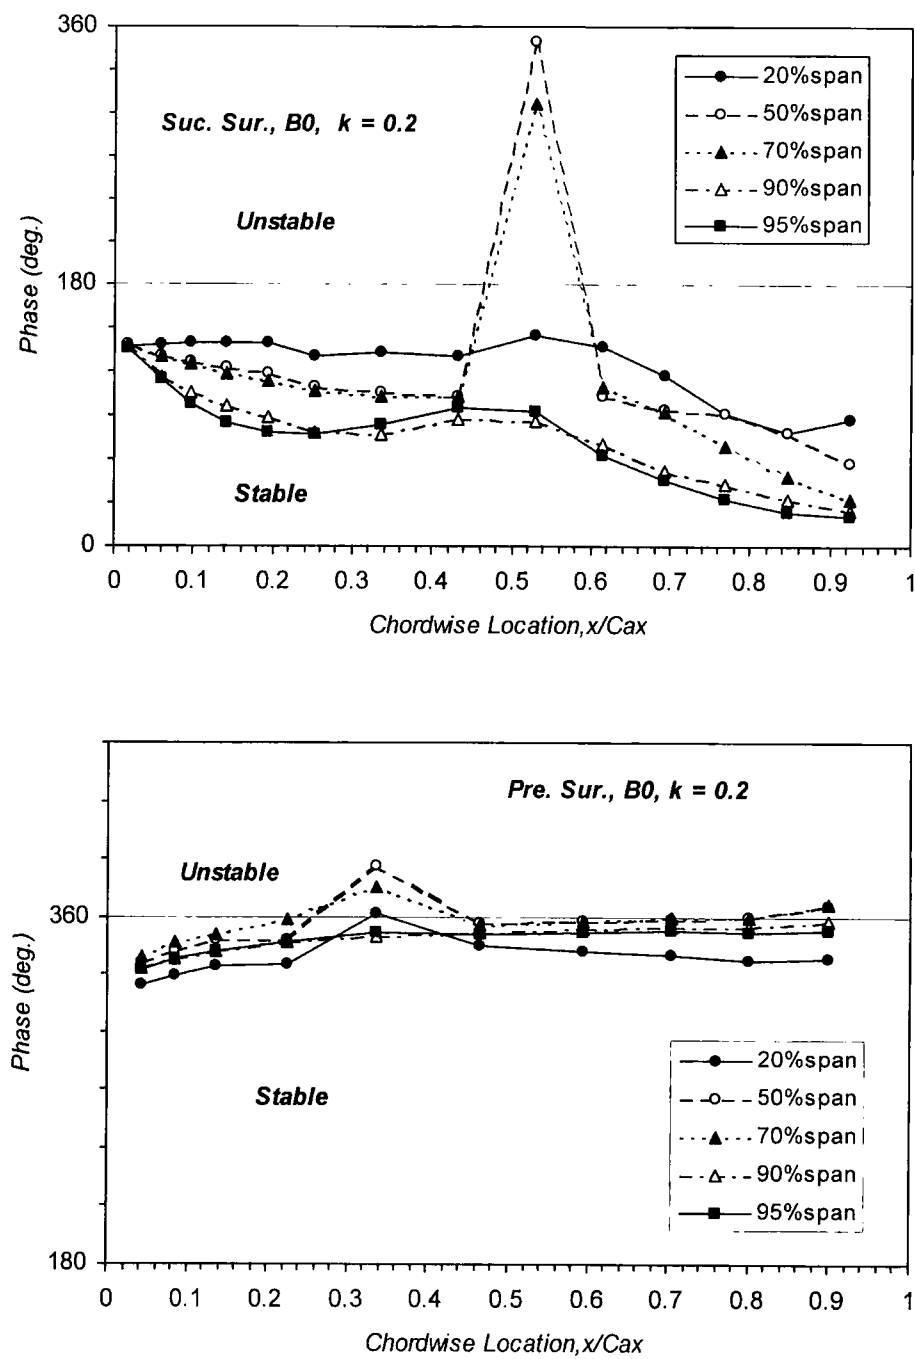 360
20%span
50%span
70%span
90%span
95%span
Suc. Sur., B0, k = 0.2
Unstable
Phase (deg.)
180
Stable
0
0 0.1 0.2 0.3 0.4 0.5 0.6 0.7 0.8 0.9 1
Chordwise Location,x/Cax
Pre. Sur., B0, k = 0.2
Unstable
360
Phase (deg.)
Stable
20%span
50%span
70%span
90%span
95%span
180
0 0.1 0.2 0.3 0.4 0.5 0.6 0.7 0.8 0.9 1
Chordwise Location,x/Cax